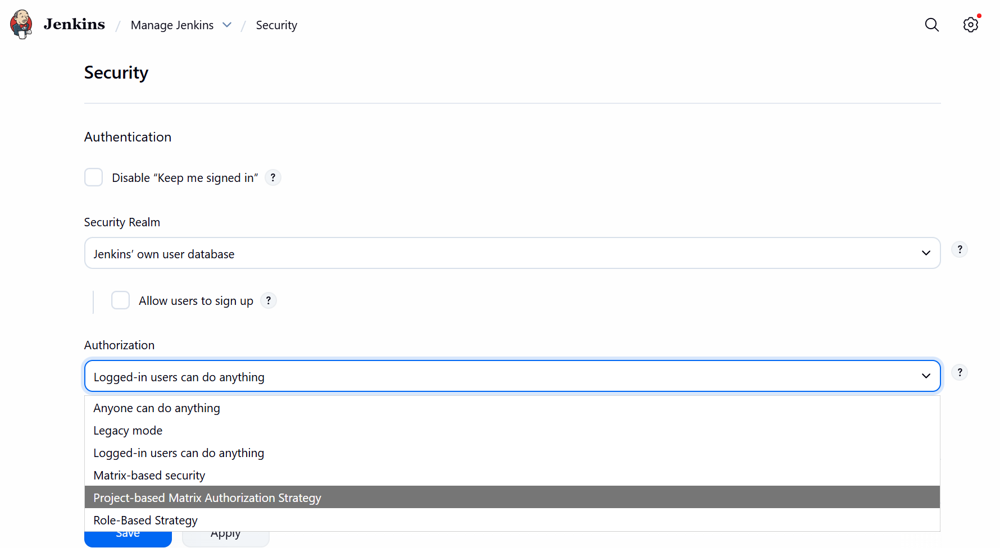 Jenkins / Manage Jenkins / Security
Security
Authentication
Disable “Keep me signed in” ?
Security Realm
Jenkins’ own user database
?
Allow users to sign up ?
Authorization
Logged-in users can do anything
?
Anyone can do anything
Legacy mode
Logged-in users can do anything
Matrix-based security
Project-based Matrix Authorization Strategy
Role-Based Strategy
Save Apply